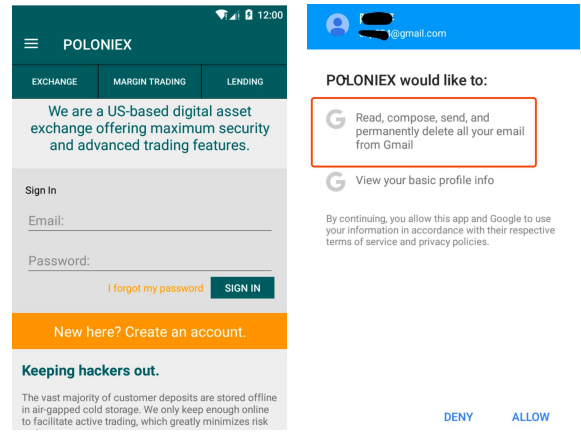 12:00
POLONIEX
EXCHANGE
MARGIN TRADING
LENDING
We are a US-based digital asset
exchange offering maximum security
and advanced trading features.
Sign In
Email:
Password:
I forgot my password
SIGN IN
New here? Create an account.
Keeping hackers out.
The vast majority of customer deposits are stored offline
in air-gapped cold storage. We only keep enough online
to facilitate active trading, which greatly minimizes risk
@gmail.com
POLONIEX would like to:
Read, compose, send, and
permanently delete all your email
from Gmail
View your basic profile info
By continuing, you allow this app and Google to use
your information in accordance with their respective
terms of service and privacy policies.
DENY
ALLOW